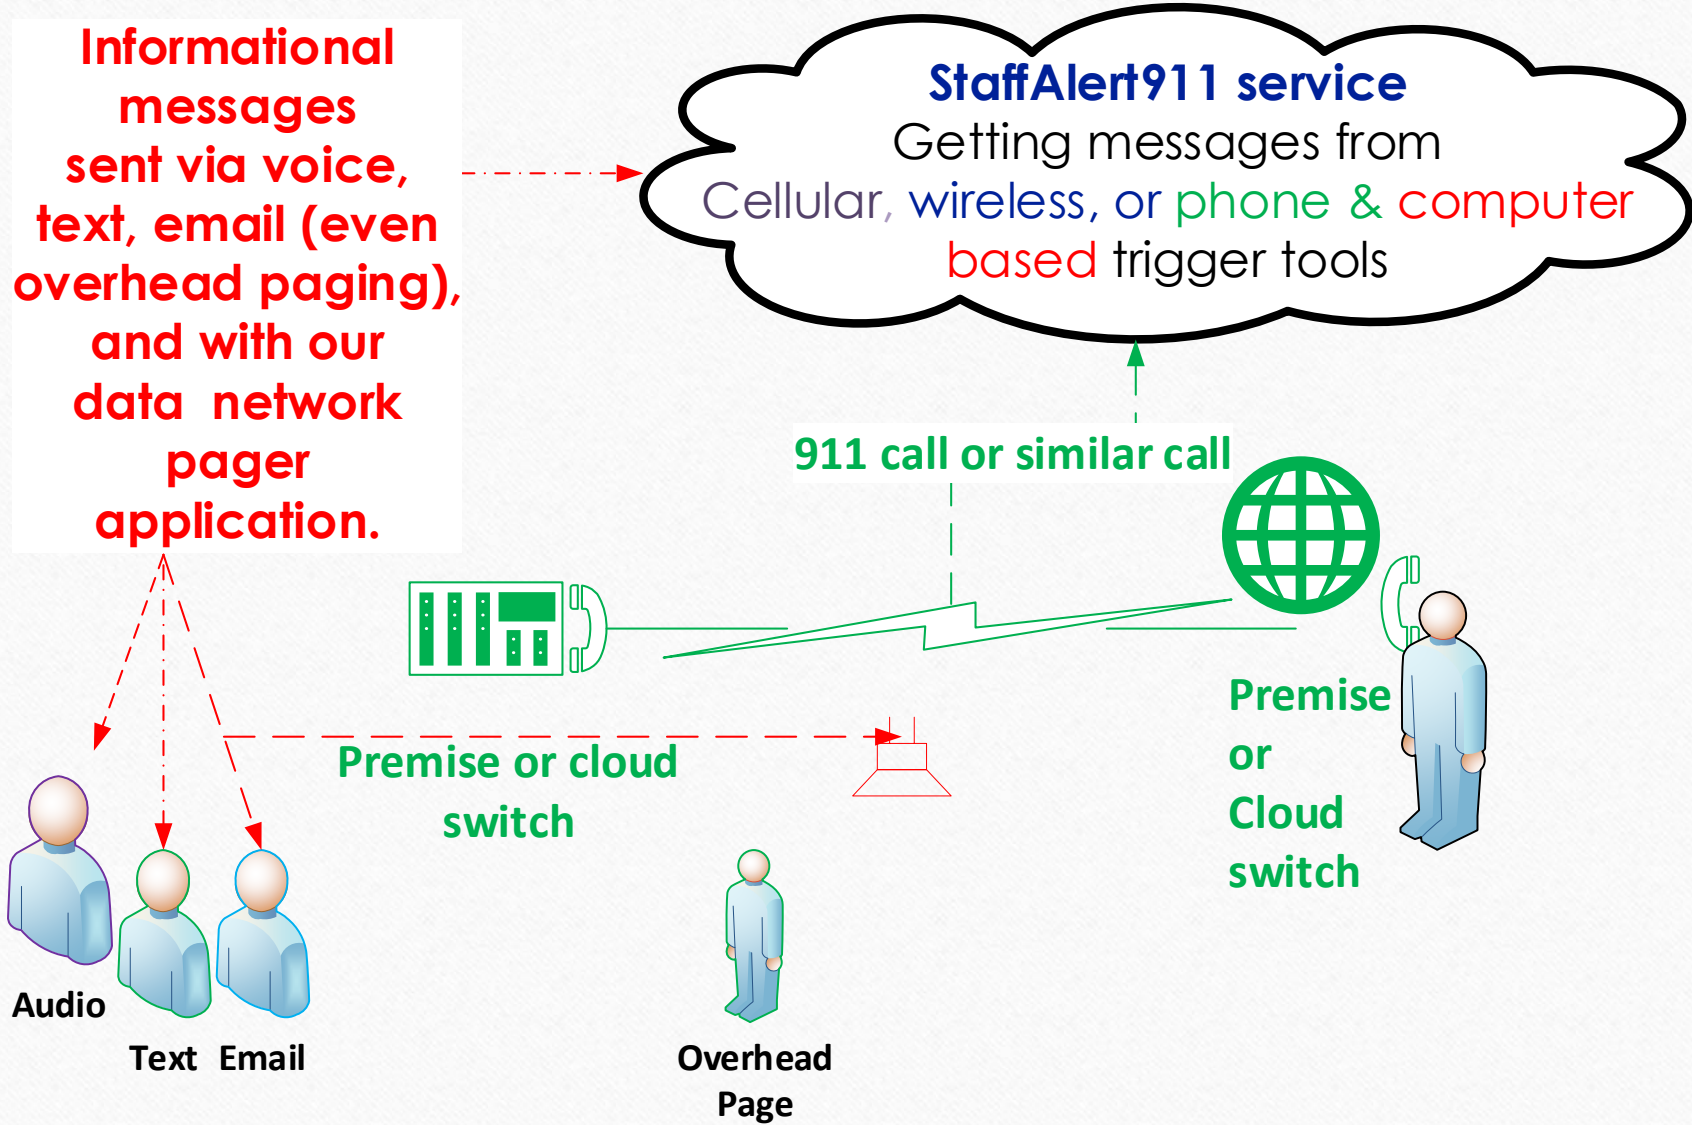 Informational
messages
sent via voice,
text, email (even
overhead paging),
and with our
data network
pager
application.
StaffAlert911 service
Getting messages from
Cellular, wireless, or phone & computer
based trigger tools
911 call or similar call
Premise
or
Cloud
switch
Premise or cloud
switch
Audio
Text Email
Overhead
Page